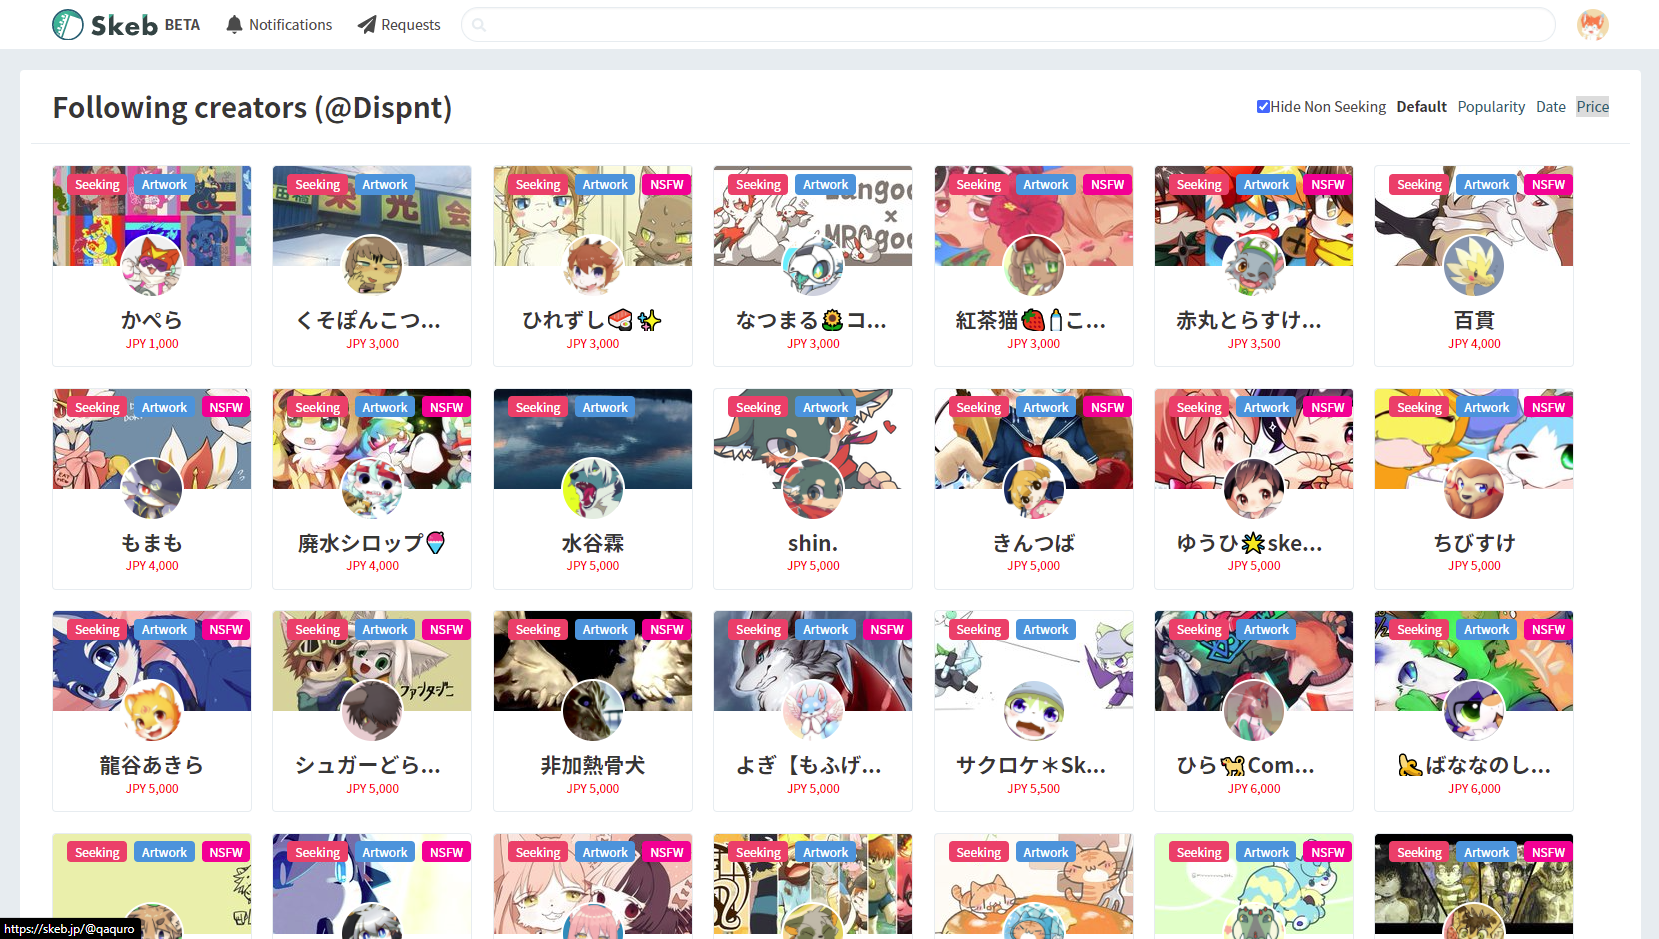 Skeb BETA Notifications Requests
Following creators (@Dispnt)
Hide Non Seeking Default Popularity Date Price
Seeking Artwork
かぺら
JPY 1,000
Seeking Artwork
くそぽんこつ...
JPY 3,000
Seeking Artwork NSFW
ひれずし🍣✨
JPY 3,000
Seeking Artwork
なつまる🌻コ...
JPY 3,000
Seeking Artwork NSFW
紅茶猫🍓🍼こ...
JPY 3,000
Seeking Artwork NSFW
赤丸とらすけ...
JPY 3,500
Seeking Artwork NSFW
百貫
JPY 4,000
Seeking Artwork NSFW
もまも
JPY 4,000
Seeking Artwork NSFW
廃水シロップ🍧
JPY 4,000
Seeking Artwork
水谷霖
JPY 5,000
Seeking Artwork
shin.
JPY 5,000
Seeking Artwork NSFW
きんつば
JPY 5,000
Seeking Artwork NSFW
ゆうひ🌟ske...
JPY 5,000
Seeking Artwork NSFW
ちびすけ
JPY 5,000
Seeking Artwork NSFW
龍谷あきら
JPY 5,000
Seeking Artwork NSFW
ファンタジニ
シュガーどら...
JPY 5,000
Seeking Artwork NSFW
非加熱骨犬
JPY 5,000
Seeking Artwork NSFW
よぎ【もふげ...
JPY 5,000
Seeking Artwork
サクロケ＊Sk...
JPY 5,500
Seeking Artwork
ひら🐕Com...
JPY 6,000
Seeking Artwork NSFW
🍌ばななのし...
JPY 6,000
Seeking Artwork NSFW
Seeking Artwork NSFW
Seeking Artwork NSFW
Seeking Artwork
Seeking Artwork
Seeking Artwork NSFW
Seeking Artwork NSFW
https://skeb.jp/@qaquro